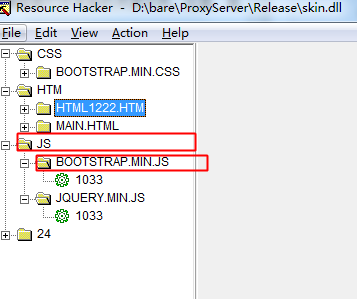 Resource Hacker - D:\bare\ProxyServer\Release\skin.dll
File Edit View Action Help
CSS
BOOTSTRAP.MIN.CSS
HTM
HTML1222.HTM
MAIN.HTML
JS
BOOTSTRAP.MIN.JS
1033
JQUERY.MIN.JS
1033
24